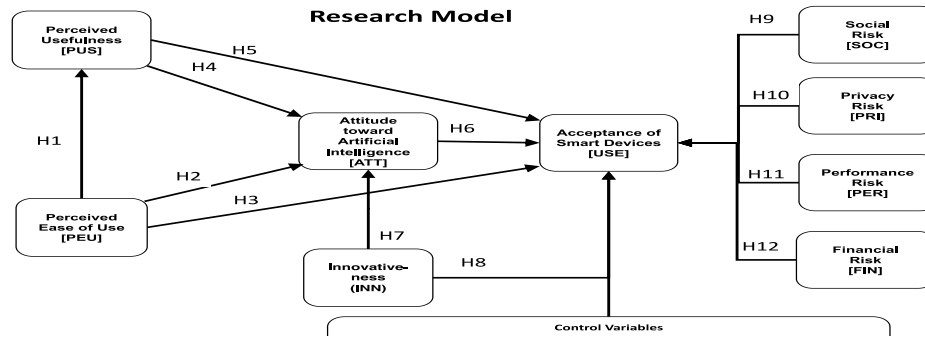 Research Model
Perceived
Usefulness
[PUS]
H5
H4
H1
Attitude
toward
Artificial
Intelligence
[ATT]
H6
Acceptance of
Smart Devices
[USE]
H2
H3
Perceived
Ease of Use
[PEU]
H7
Innovative-
ness
(INN)
H8
H9
Social
Risk
[SOC]
H10
Privacy
Risk
[PRI]
H11
Performance
Risk
[PER]
H12
Financial
Risk
[FIN]
Control Variables